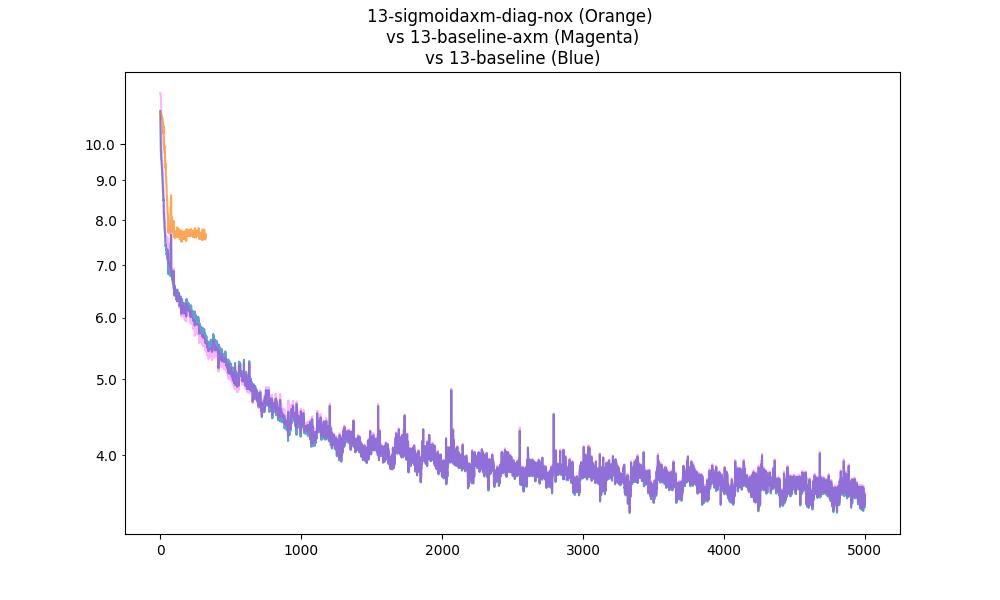 13-sigmoidaxm-diag-nox (Orange)
vs 13-baseline-axm (Magenta)
vs 13-baseline (Blue)
10.0
9.0
8.0
7.0
6.0
5.0
4.0
0 1000 2000 3000 4000 5000